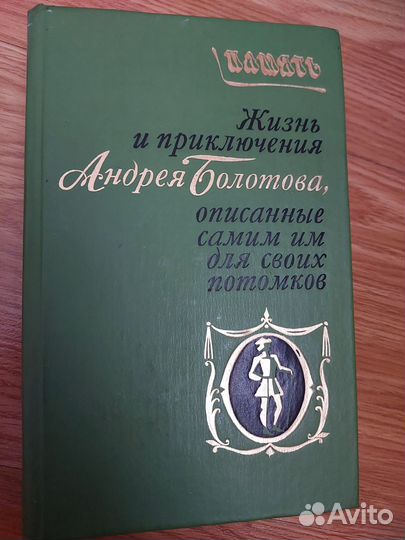 ПАМЯТЬ
Жизнь
и приключения
Андрея Болотова,
описанные
самим им
для своих
потомков
Avito